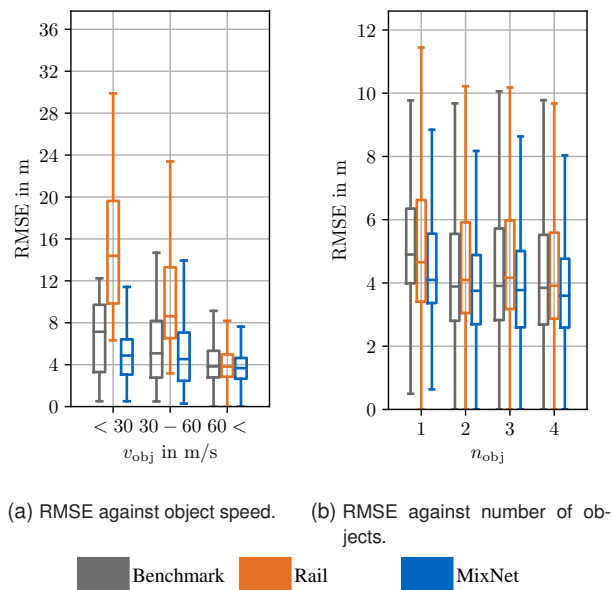 36
32
28
24
20
16
12
8
4
0
RMSE in m
< 30 30 − 60 60 <
v_obj in m/s
12
10
8
6
4
2
0
RMSE in m
1 2 3 4
n_obj
(a) RMSE against object speed.
(b) RMSE against number of ob-
jects.
Benchmark Rail MixNet